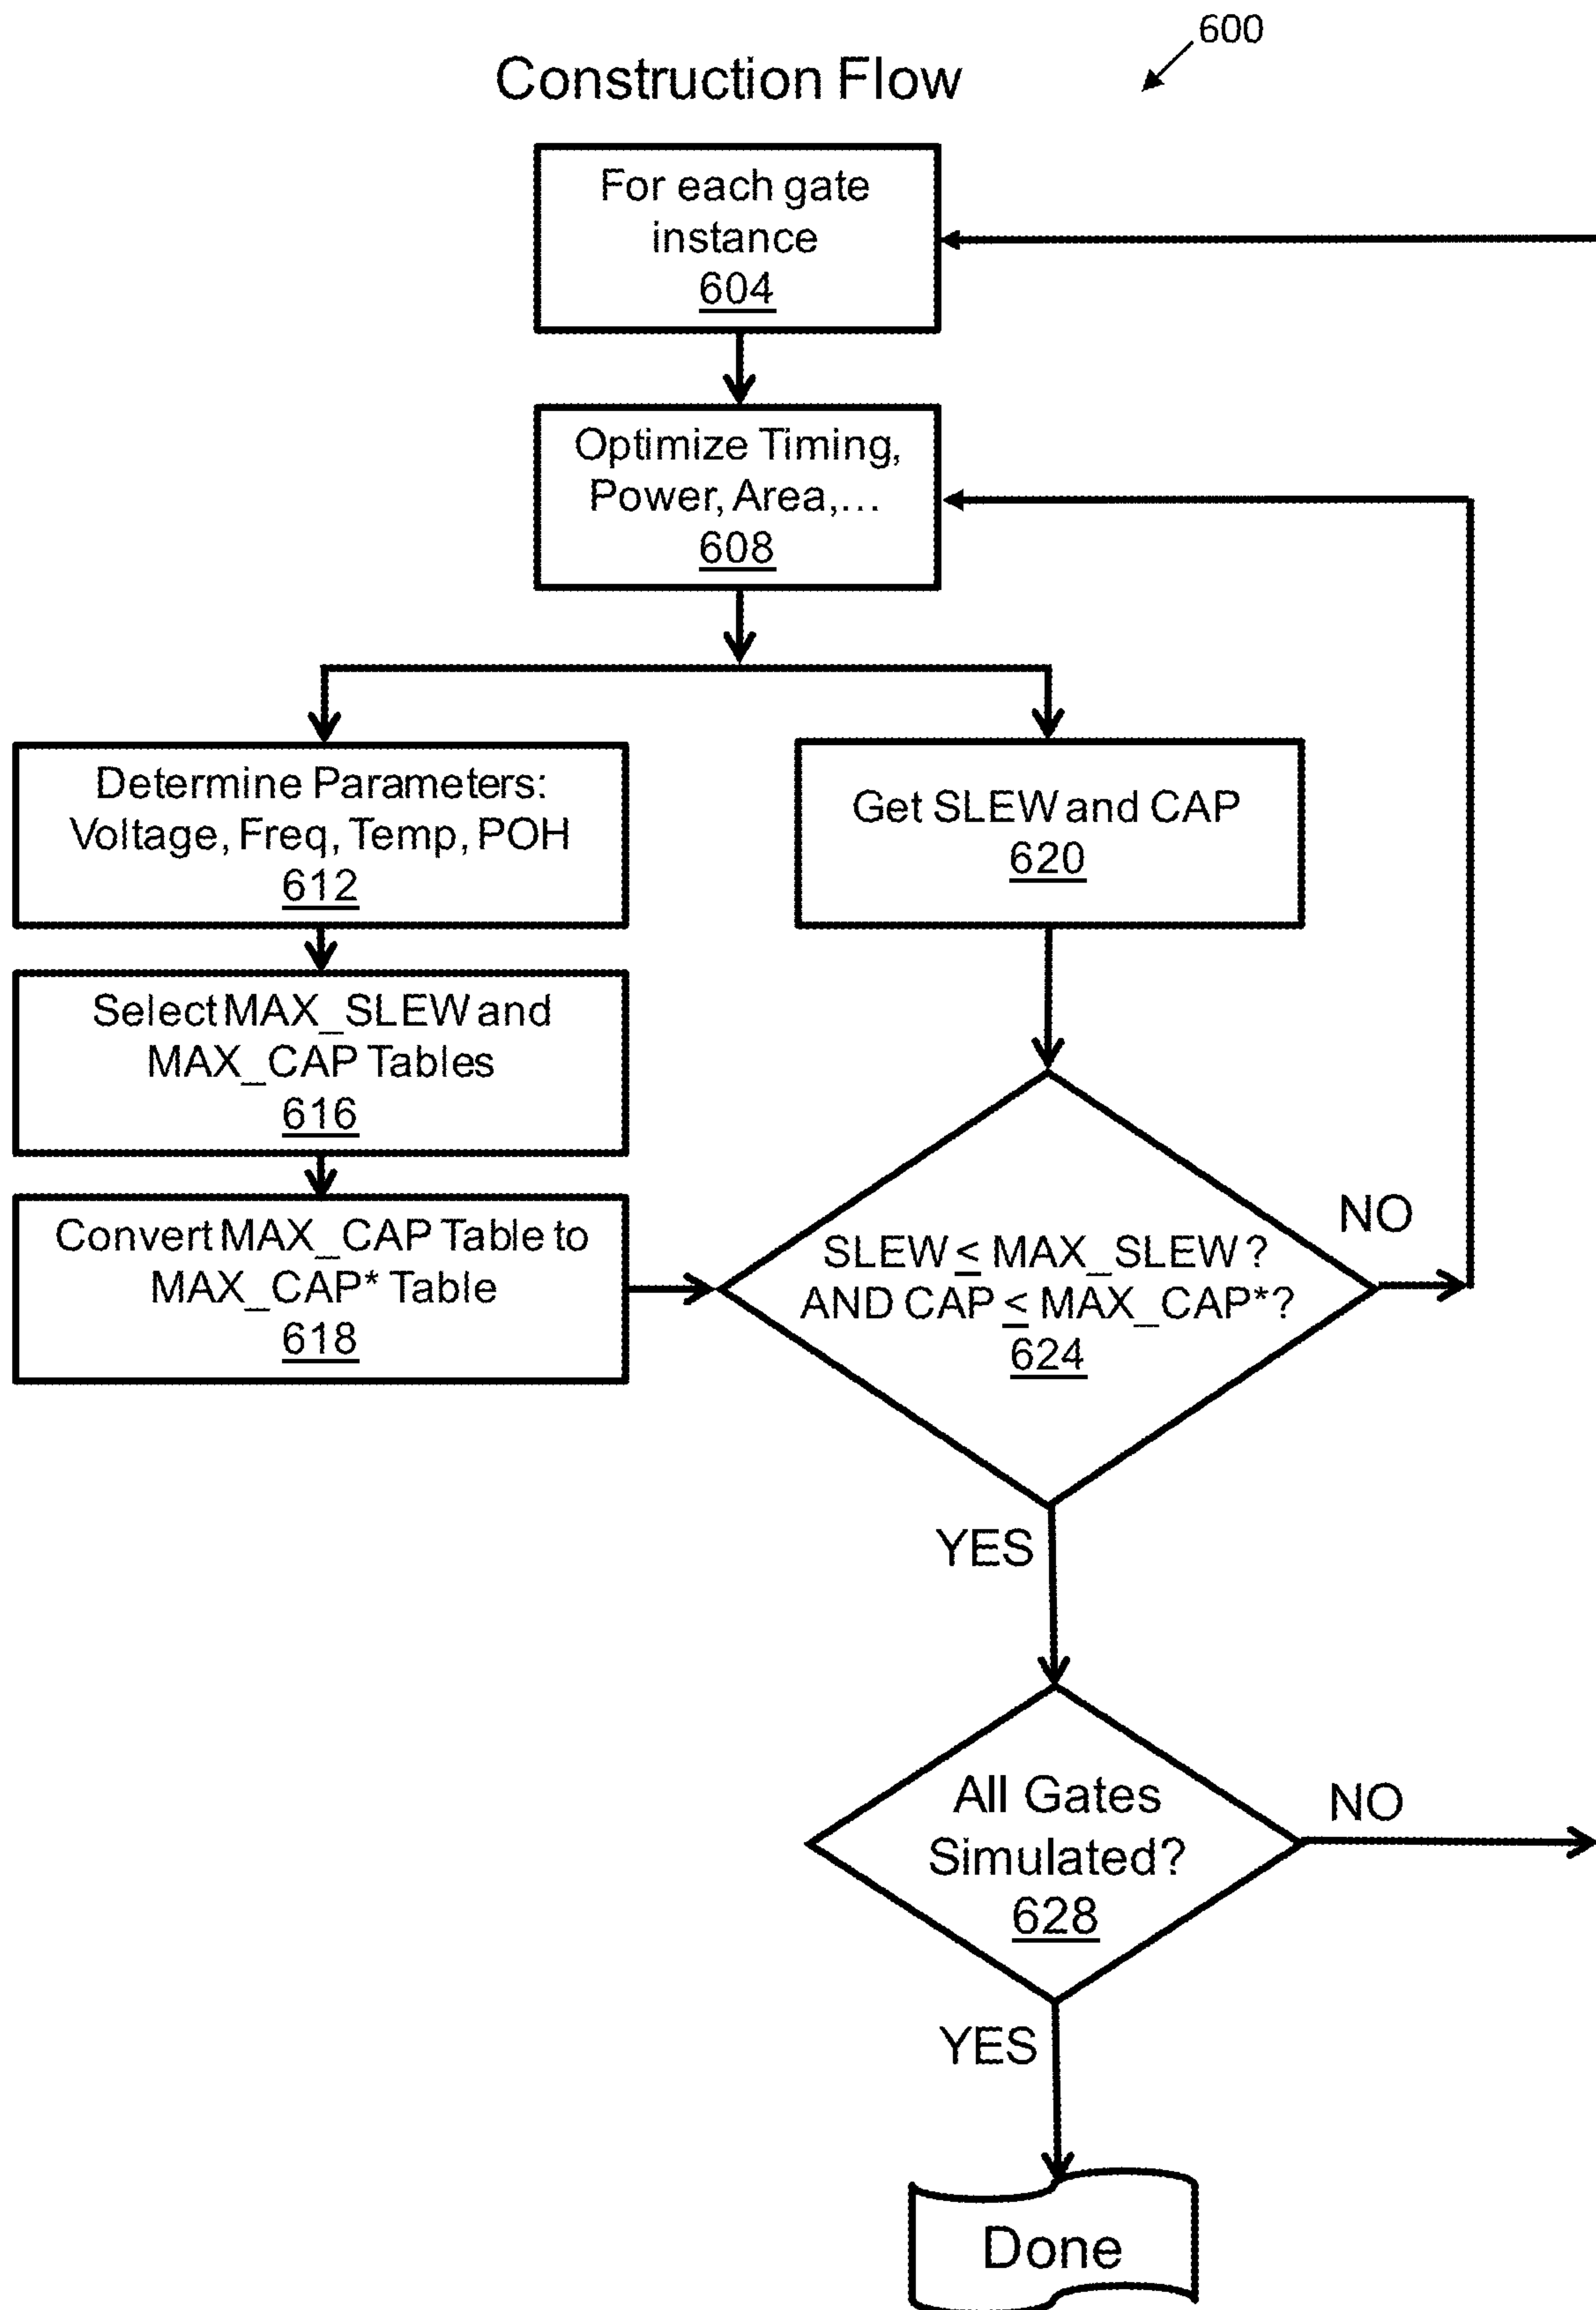 600
Construction Flow
For each gate
instance
604
Optimize Timing,
Power, Area,...
608
Determine Parameters:
Voltage, Freq, Temp, POH
612
Get SLEW and CAP
620
Select MAX_SLEW and
MAX_CAP Tables
616
Convert MAX_CAP Table to
MAX_CAP* Table
618
SLEW ≤ MAX_SLEW?
AND CAP ≤ MAX_CAP*?
624
NO
YES
All Gates
Simulated?
628
NO
YES
Done